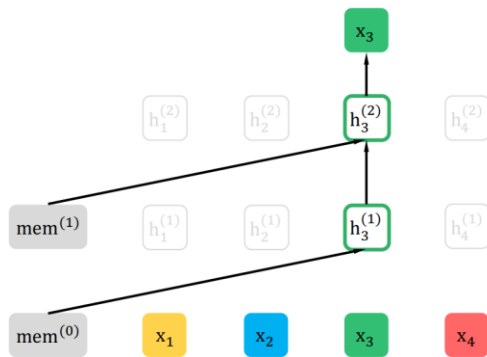 x₃
h₁⁽²⁾ h₂⁽²⁾ h₃⁽²⁾ h₄⁽²⁾
mem⁽¹⁾ h₁⁽¹⁾ h₂⁽¹⁾ h₃⁽¹⁾ h₄⁽¹⁾
mem⁽⁰⁾ x₁ x₂ x₃ x₄